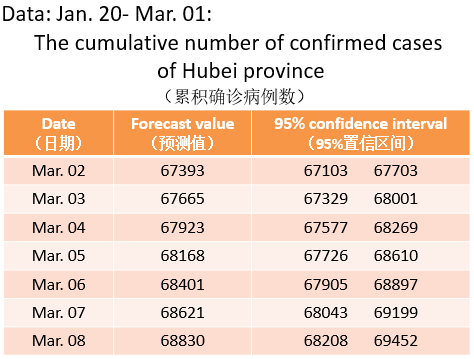 Data: Jan. 20- Mar. 01:
The cumulative number of confirmed cases
of Hubei province
（累积确诊病例数）
Date Forecast value 95% confidence interval
（日期） （预测值） （95%置信区间）
Mar. 02 67393 67103 67703
Mar. 03 67665 67329 68001
Mar. 04 67923 67577 68269
Mar. 05 68168 67726 68610
Mar. 06 68401 67905 68897
Mar. 07 68621 68043 69199
Mar. 08 68830 68208 69452